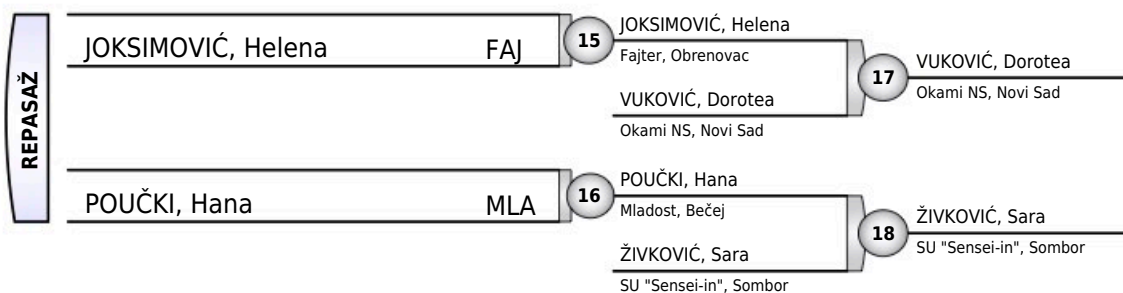 REPASAŽ
JOKSIMOVIĆ, Helena FAJ
15
JOKSIMOVIĆ, Helena
Fajter, Obrenovac
VUKOVIĆ, Dorotea
Okami NS, Novi Sad
17
VUKOVIĆ, Dorotea
Okami NS, Novi Sad
POUČKI, Hana MLA
16
POUČKI, Hana
Mladost, Bečej
ŽIVKOVIĆ, Sara
SU "Sensei-in", Sombor
18
ŽIVKOVIĆ, Sara
SU "Sensei-in", Sombor